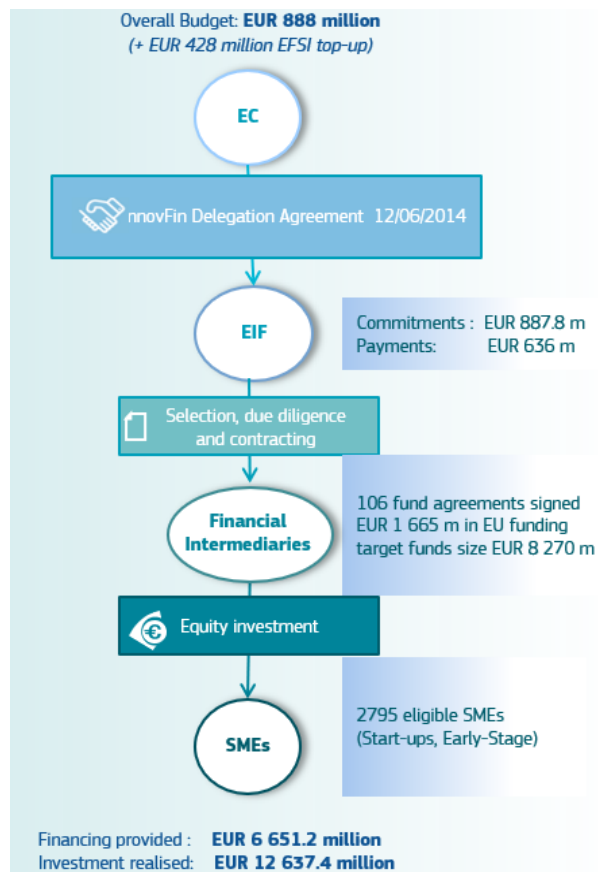 Overall Budget: EUR 888 million
(+ EUR 428 million EFSI top-up)
EC
nnovFin Delegation Agreement 12/06/2014
EIF
Commitments : EUR 887.8 m
Payments: EUR 636 m
Selection, due diligence
and contracting
Financial
Intermediaries
106 fund agreements signed
EUR 1 665 m in EU funding
target funds size EUR 8 270 m
Equity investment
SMEs
2795 eligible SMEs
(Start-ups, Early-Stage)
Financing provided : EUR 6 651.2 million
Investment realised: EUR 12 637.4 million